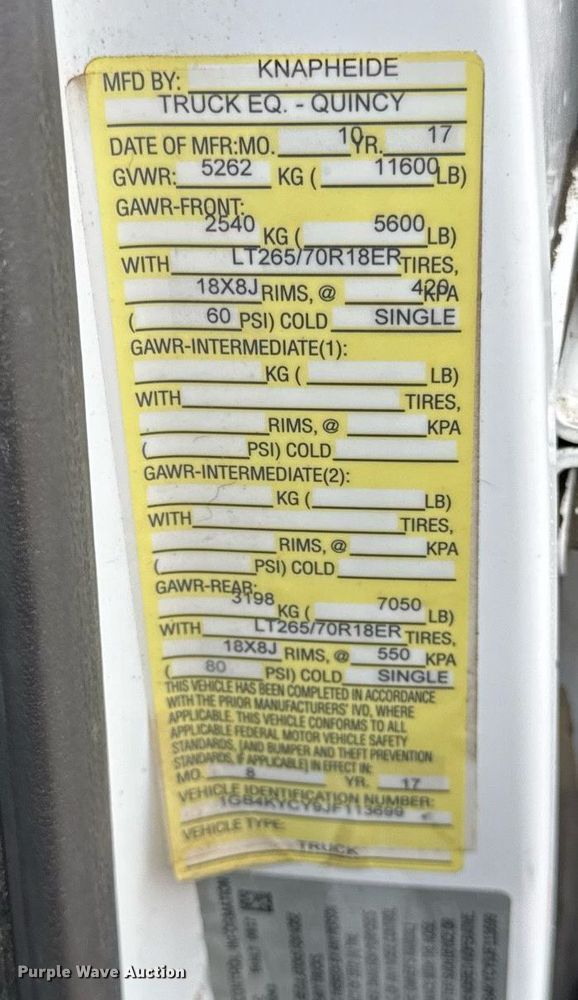 MFD BY: KNAPHEIDE
TRUCK EQ. - QUINCY
DATE OF MFR:MO. 10 YR. 17
GVWR: 5262 KG ( 11600 LB)
GAWR-FRONT:
2540 KG ( 5600 LB)
WITH LT265/70R18ER TIRES,
18X8J RIMS, @ 420 KPA
( 60 PSI) COLD SINGLE
GAWR-INTERMEDIATE(1):
KG ( LB)
WITH TIRES,
RIMS, @ KPA
( PSI) COLD
GAWR-INTERMEDIATE(2):
KG ( LB)
WITH TIRES,
RIMS, @ KPA
( PSI) COLD
GAWR-REAR:
3198 KG ( 7050 LB)
WITH LT265/70R18ER TIRES,
18X8J RIMS, @ 550 KPA
( 80 PSI) COLD SINGLE
THIS VEHICLE HAS BEEN COMPLETED IN ACCORDANCE
WITH THE PRIOR MANUFACTURERS' IVD, WHERE
APPLICABLE. THIS VEHICLE CONFORMS TO ALL
APPLICABLE FEDERAL MOTOR VEHICLE SAFETY
STANDARDS, [AND BUMPER AND THEFT PREVENTION
STANDARDS, IF APPLICABLE] IN EFFECT IN:
MO. 8 YR. 17
VEHICLE IDENTIFICATION NUMBER:
1GB4KYCY9JF113699
VEHICLE TYPE:
TRUCK
Purple Wave Auction